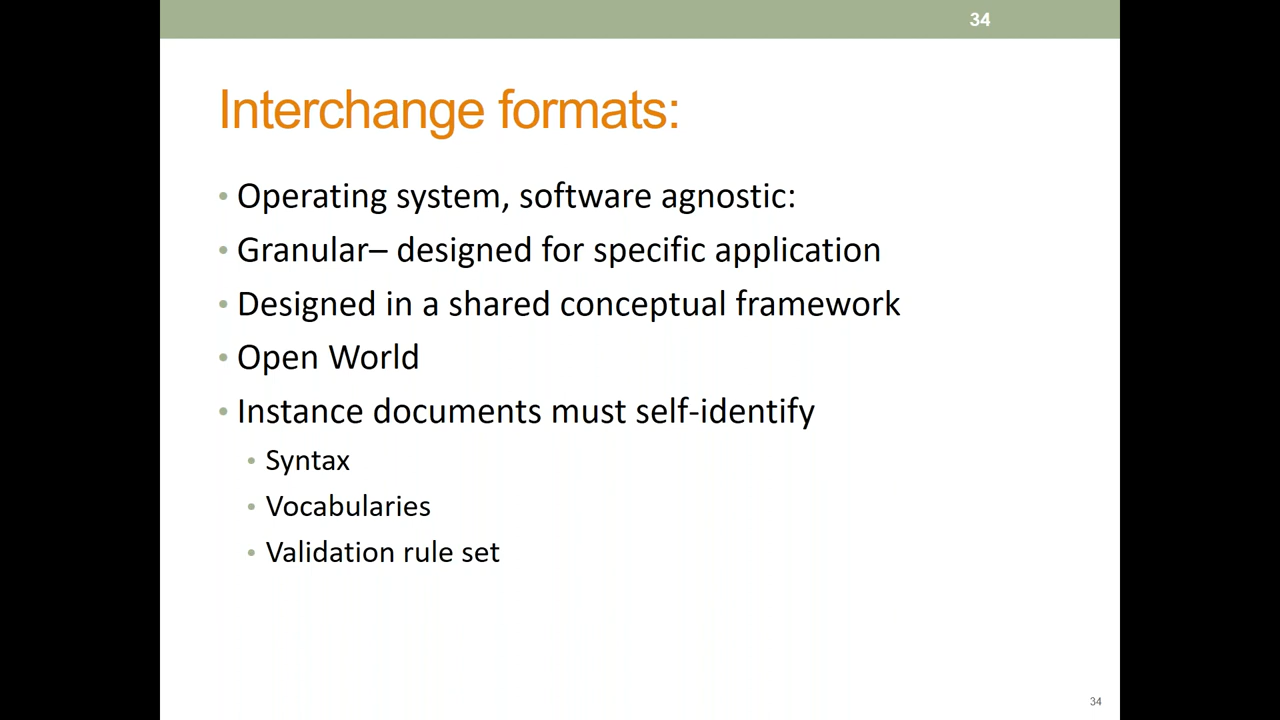 34
Interchange formats:
• Operating system, software agnostic:
• Granular– designed for specific application
• Designed in a shared conceptual framework
• Open World
• Instance documents must self-identify
• Syntax
• Vocabularies
• Validation rule set
34